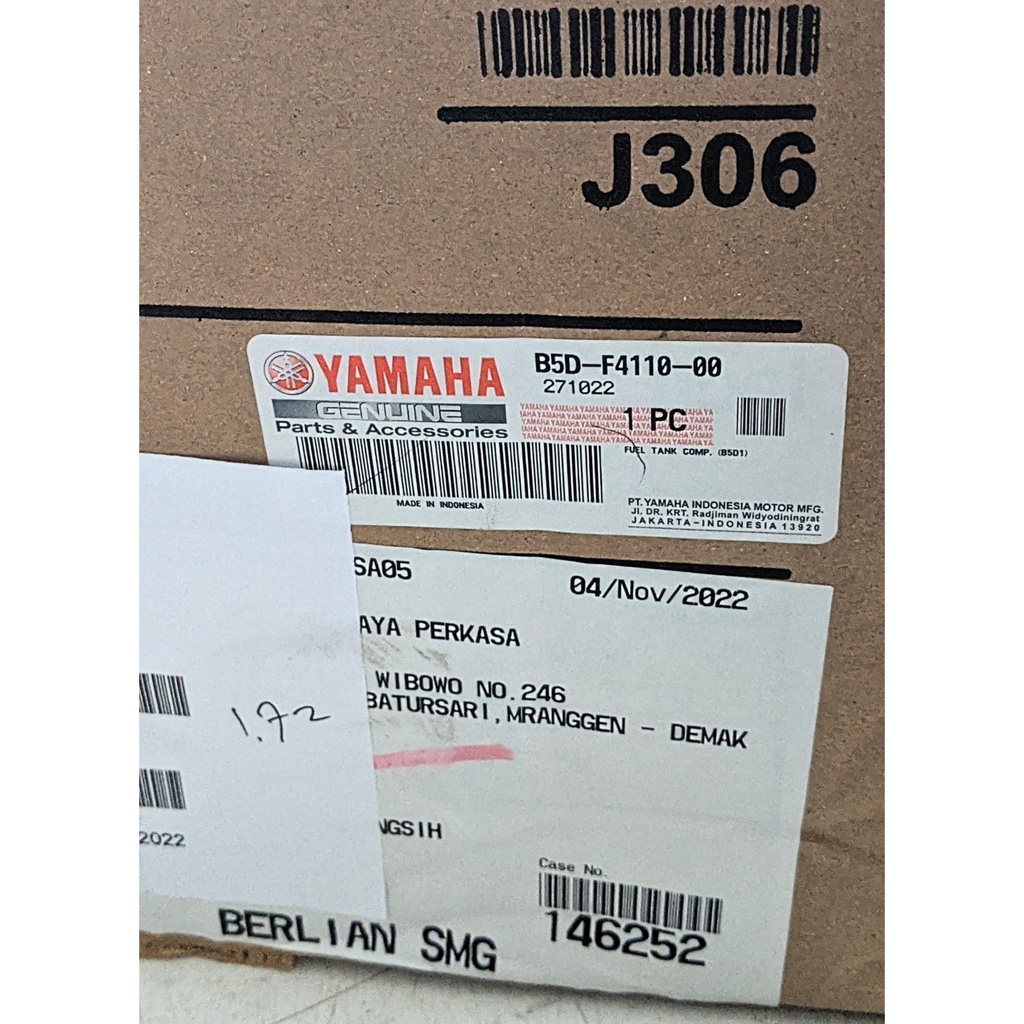 J306
YAMAHA
GENUINE
Parts & Accessories
MADE IN INDONESIA
B5D-F4110-00
271022
1 PC
FUEL TANK COMP. (B5D1)
PT. YAMAHA INDONESIA MOTOR MFG.
Jl. DR. KRT. Radjiman Widyodiningrat
JAKARTA-INDONESIA 13920
SA05
04/Nov/2022
AYA PERKASA
WIBOWO NO.246
BATURSARI,MRANGGEN - DEMAK
1.72
2022
NGSIH
Case No.
146252
BERLIAN SMG